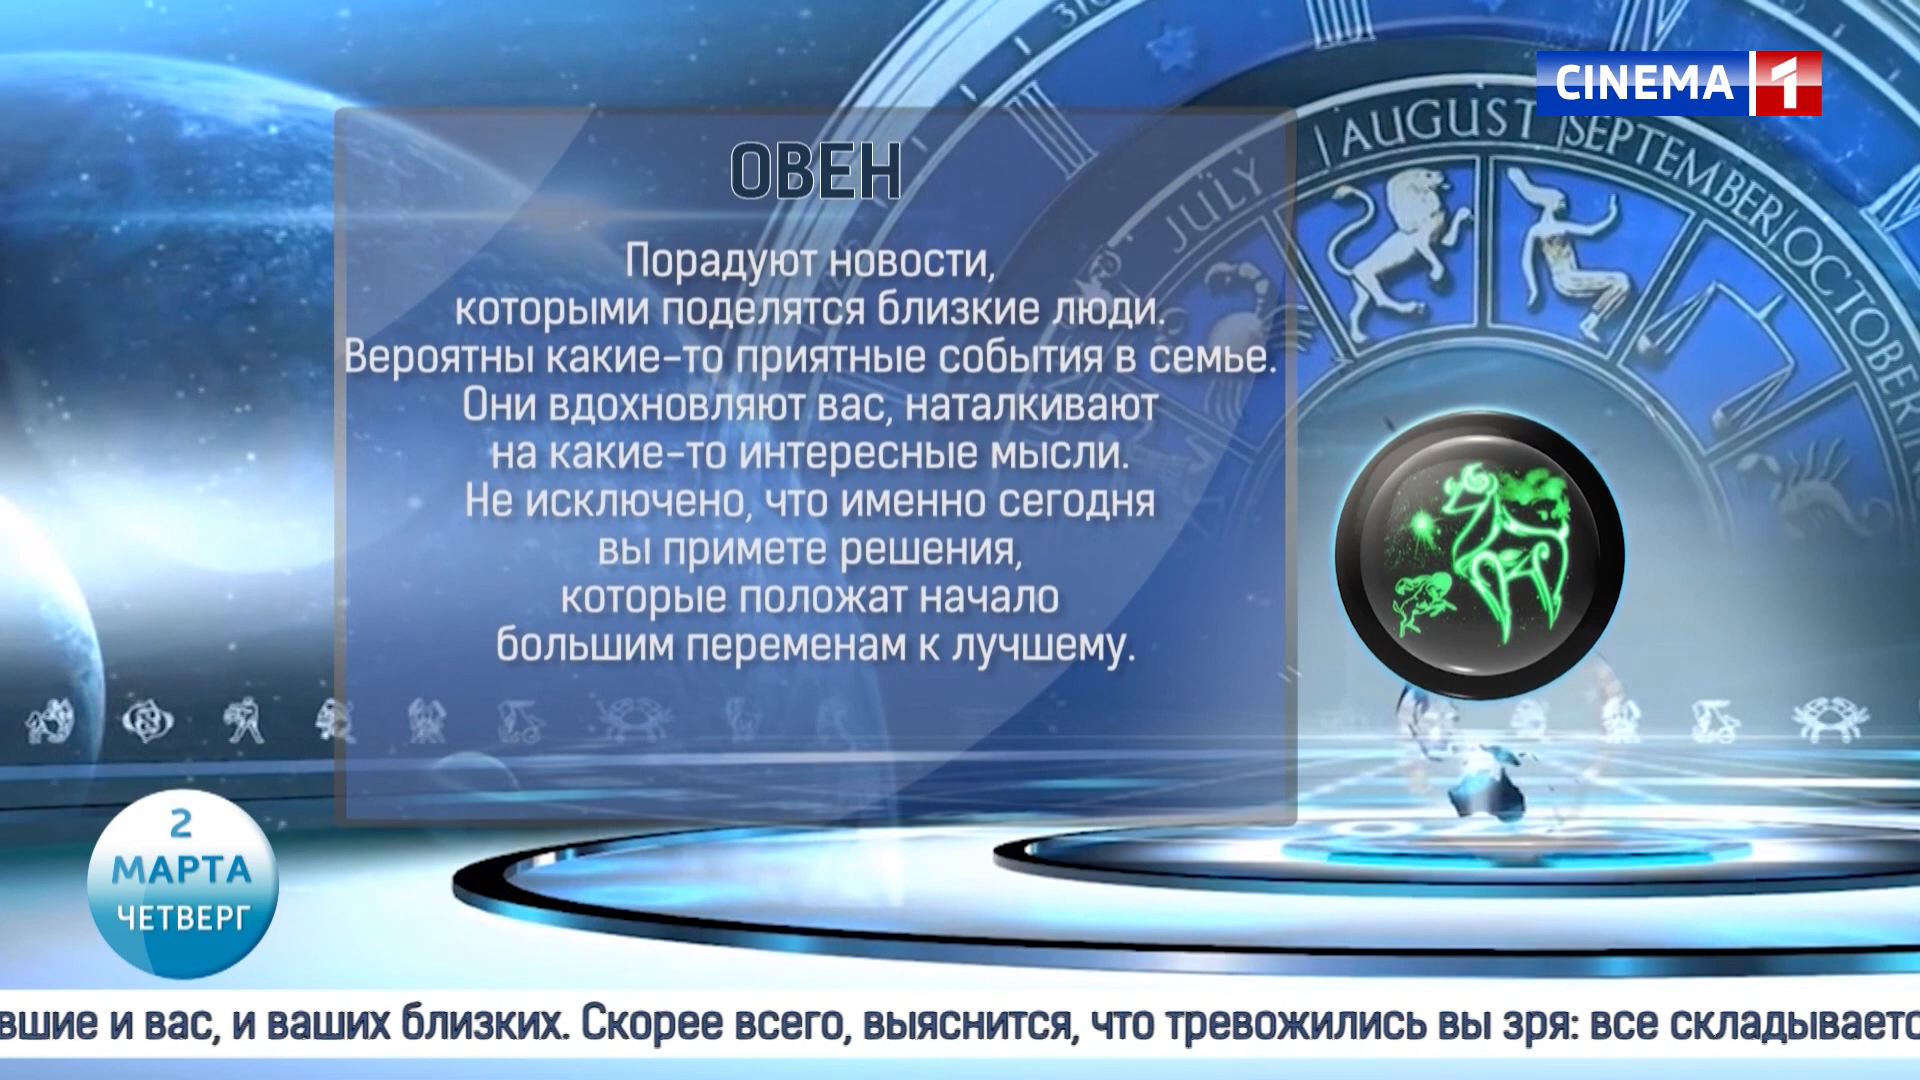 CINEMA 1
JULY
AUGUST
SEPTEMBER
OCTOBER
ОВЕН
Порадуют новости,
которыми поделятся близкие люди.
Вероятны какие-то приятные события в семье.
Они вдохновляют вас, наталкивают
на какие-то интересные мысли.
Не исключено, что именно сегодня
вы примете решения,
которые положат начало
большим переменам к лучшему.
2
МАРТА
ЧЕТВЕРГ
вшие и вас, и ваших близких. Скорее всего, выяснится, что тревожились вы зря: все складываетс